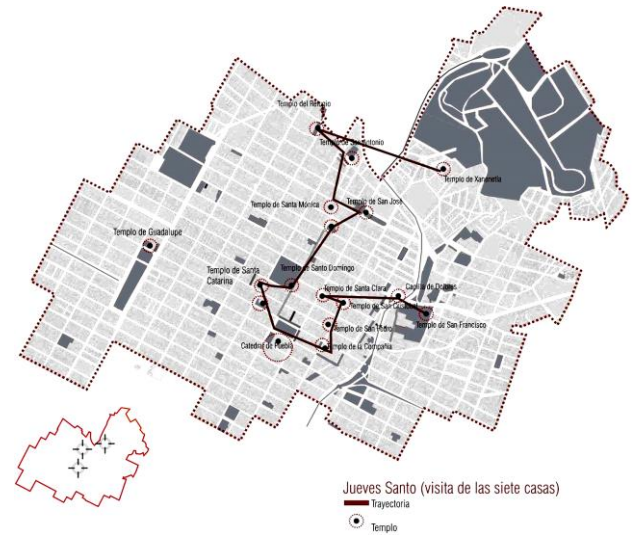 Templo del Refugio
Templo de San Antonio
Templo de Xanenetla
Templo de Santa Mónica
Templo de San José
Templo de Guadalupe
Templo de Santa
Catarina
Templo de Santo Domingo
Templo de Santa Clara
Capilla de Dolores
Templo de San Cristóbal
Templo de San Pedro
Templo de San Francisco
Catedral de Puebla
Templo de la Compañía
Jueves Santo (visita de las siete casas)
Trayectoria
Templo